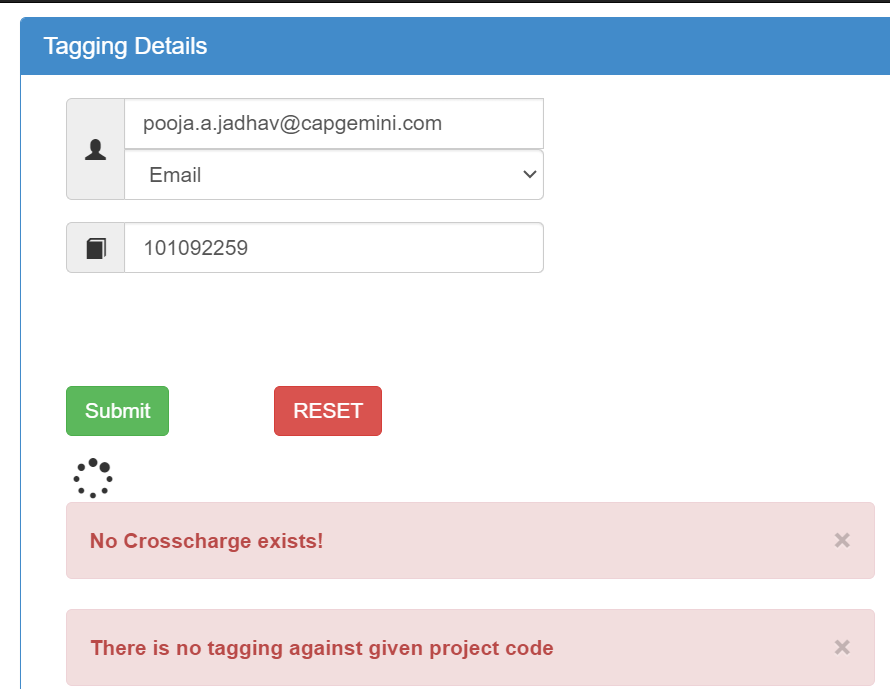 Tagging Details
pooja.a.jadhav@capgemini.com
Email
101092259
Submit
RESET
No Crosscharge exists!
×
There is no tagging against given project code
×